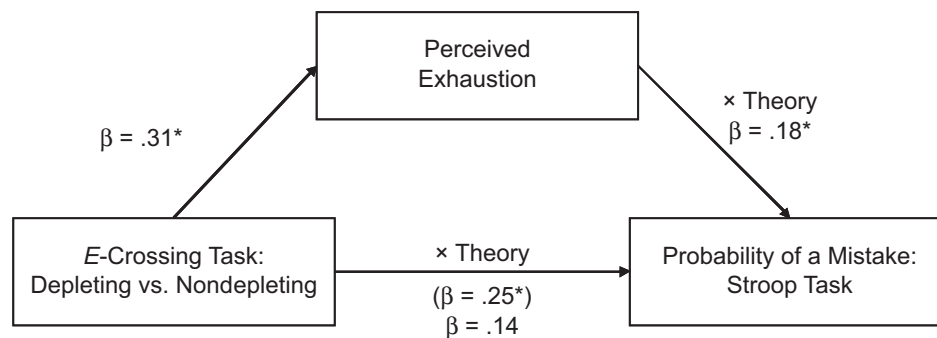 Perceived
Exhaustion
× Theory
β = .18*
β = .31*
E-Crossing Task:
Depleting vs. Nondepleting
× Theory
(β = .25*)
β = .14
Probability of a Mistake:
Stroop Task